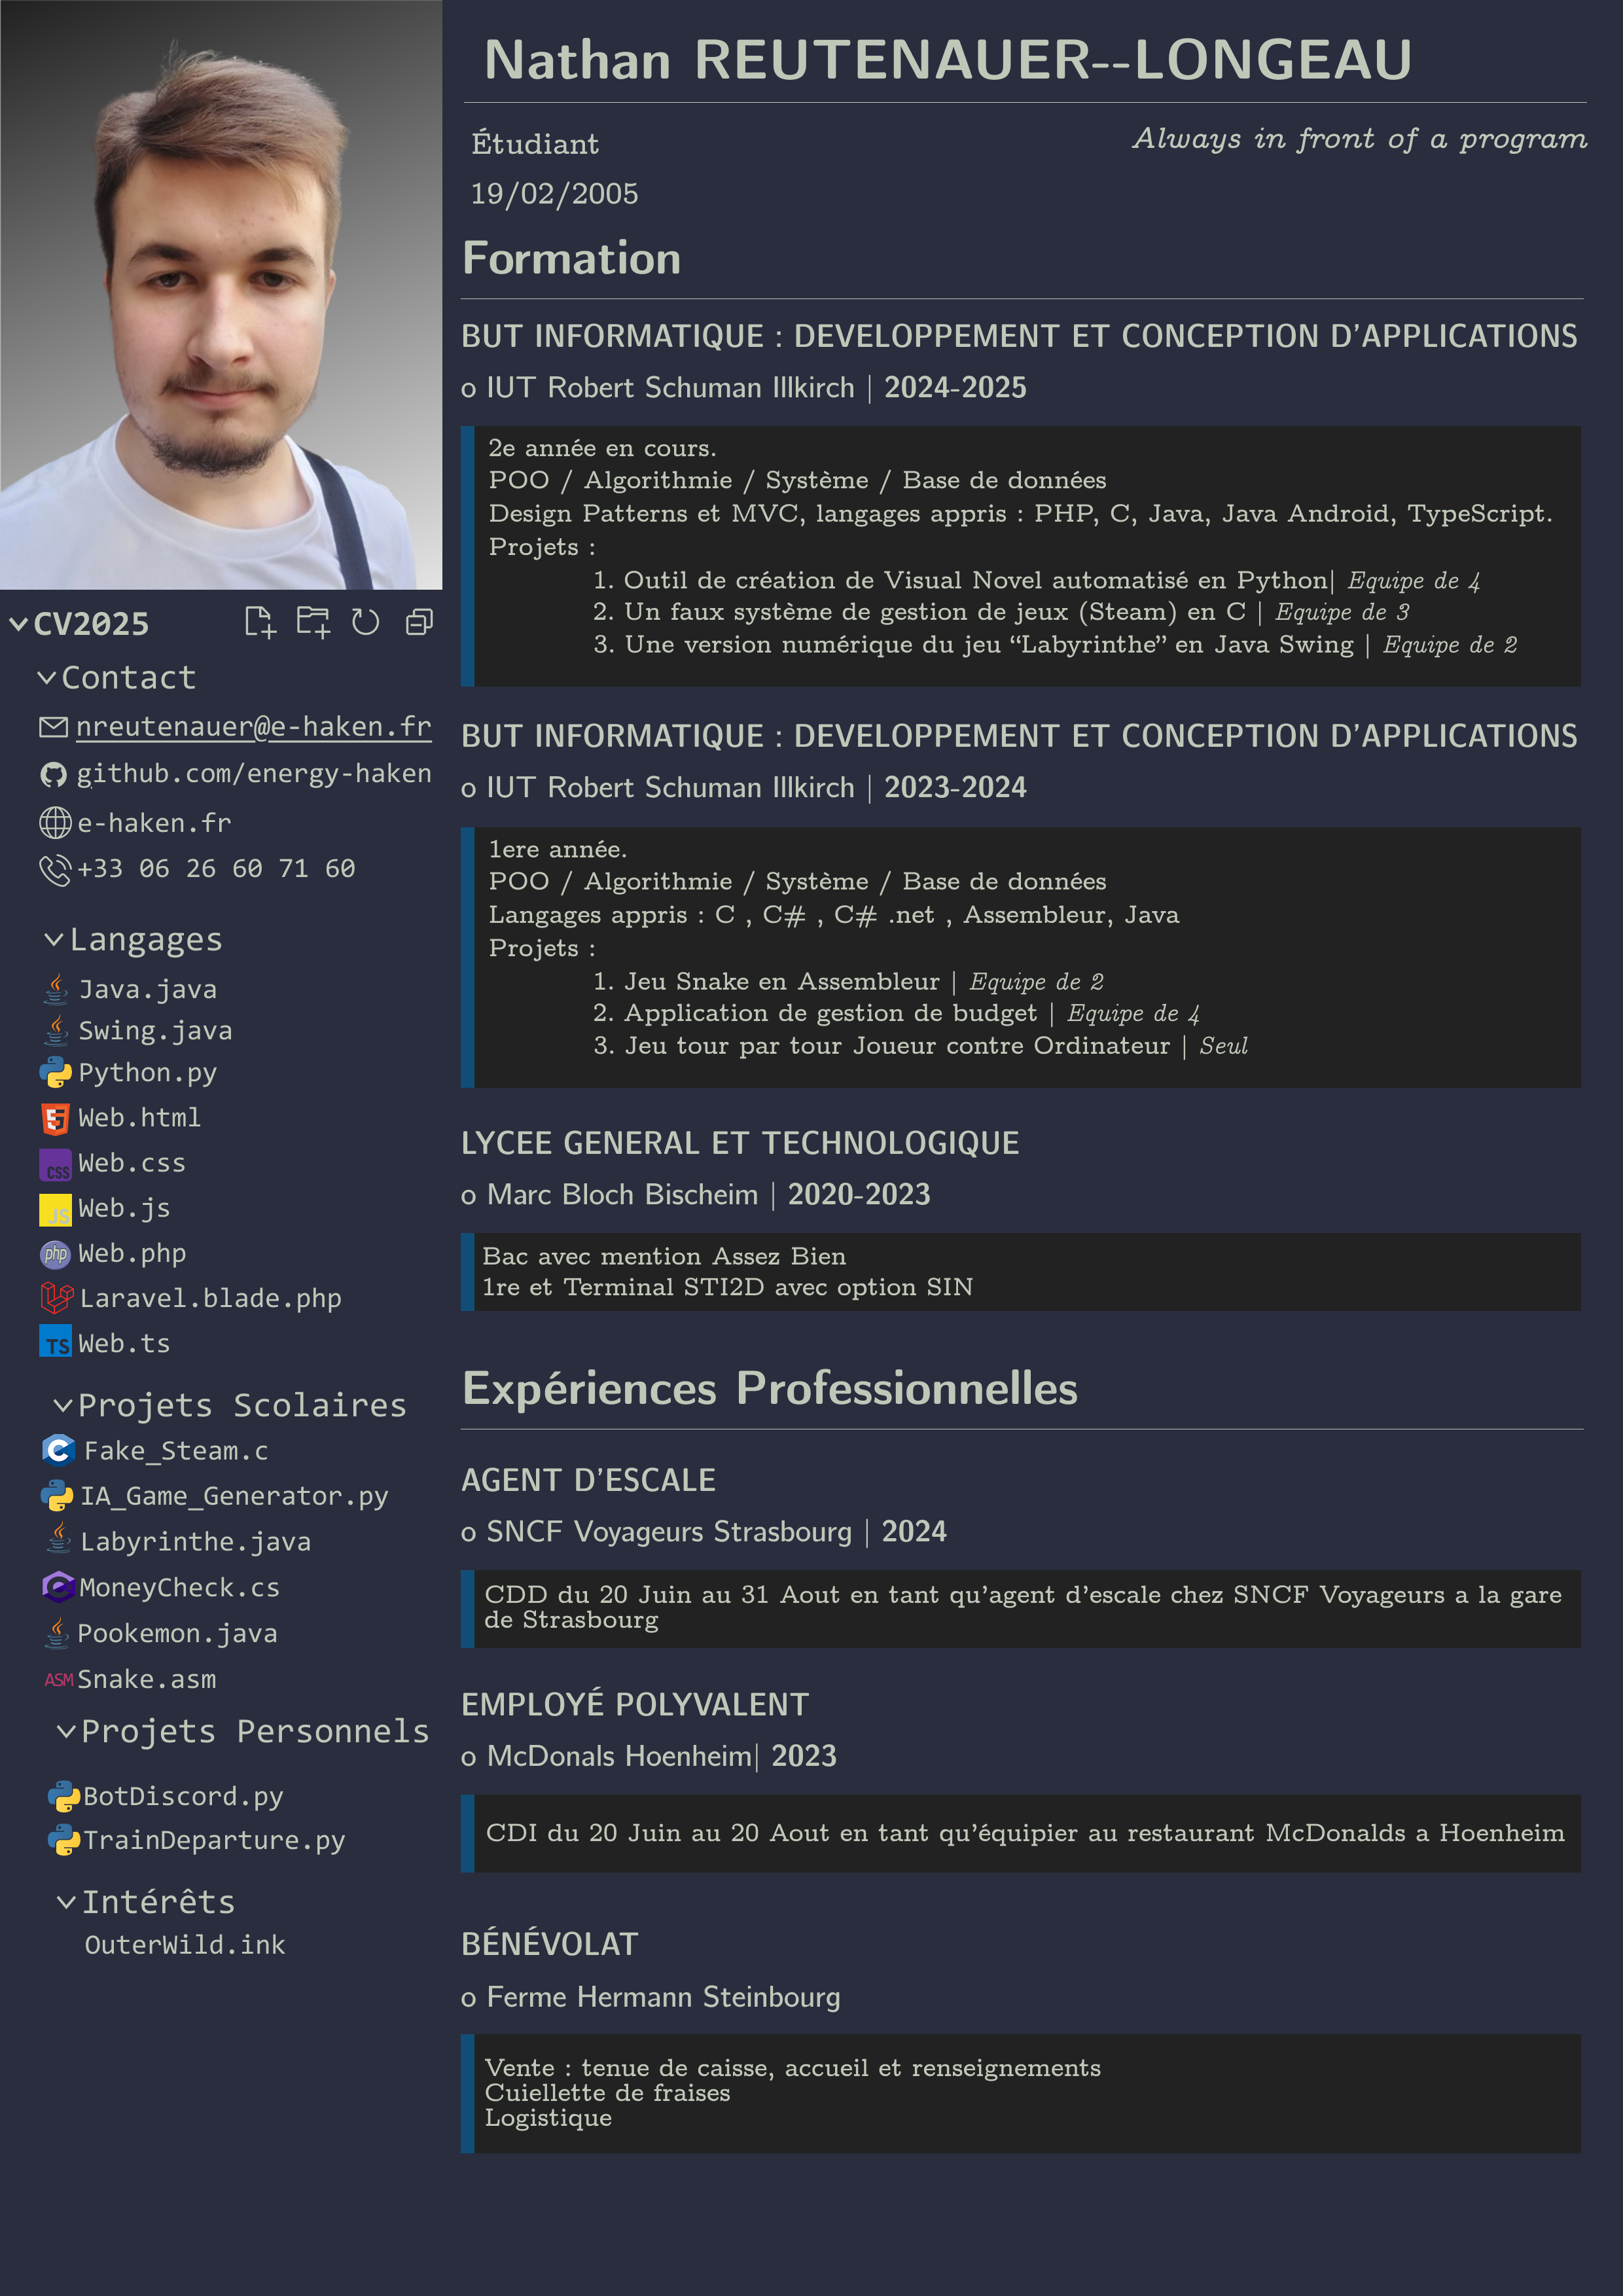 Nathan REUTENAUER--LONGEAU
Étudiant
Always in front of a program
19/02/2005
CV2025
Contact
nreutenauer@e-haken.fr
github.com/energy-haken
e-haken.fr
+33 06 26 60 71 60
Langages
Java.java
Swing.java
Python.py
Web.html
CSS
Web.css
JS
Web.js
php
Web.php
Laravel.blade.php
TS
Web.ts
Projets Scolaires
C
Fake_Steam.c
IA_Game_Generator.py
Labyrinthe.java
MoneyCheck.cs
Pookemon.java
ASM
Snake.asm
Projets Personnels
BotDiscord.py
TrainDeparture.py
Intérêts
OuterWild.ink
Formation
BUT INFORMATIQUE : DEVELOPPEMENT ET CONCEPTION D'APPLICATIONS
o IUT Robert Schuman Illkirch | 2024-2025
2e année en cours.
POO / Algorithmie / Système / Base de données
Design Patterns et MVC, langages appris : PHP, C, Java, Java Android, TypeScript.
Projets :
1. Outil de création de Visual Novel automatisé en Python| Equipe de 4
2. Un faux système de gestion de jeux (Steam) en C | Equipe de 3
3. Une version numérique du jeu “Labyrinthe” en Java Swing | Equipe de 2
BUT INFORMATIQUE : DEVELOPPEMENT ET CONCEPTION D'APPLICATIONS
o IUT Robert Schuman Illkirch | 2023-2024
1ere année.
POO / Algorithmie / Système / Base de données
Langages appris : C , C# , C# .net , Assembleur, Java
Projets :
1. Jeu Snake en Assembleur | Equipe de 2
2. Application de gestion de budget | Equipe de 4
3. Jeu tour par tour Joueur contre Ordinateur | Seul
LYCEE GENERAL ET TECHNOLOGIQUE
o Marc Bloch Bischeim | 2020-2023
Bac avec mention Assez Bien
1re et Terminal STI2D avec option SIN
Expériences Professionnelles
AGENT D'ESCALE
o SNCF Voyageurs Strasbourg | 2024
CDD du 20 Juin au 31 Aout en tant qu'agent d'escale chez SNCF Voyageurs a la gare
de Strasbourg
EMPLOYÉ POLYVALENT
o McDonals Hoenheim| 2023
CDI du 20 Juin au 20 Aout en tant qu'équipier au restaurant McDonalds a Hoenheim
BÉNÉVOLAT
o Ferme Hermann Steinbourg
Vente : tenue de caisse, accueil et renseignements
Cuiellette de fraises
Logistique